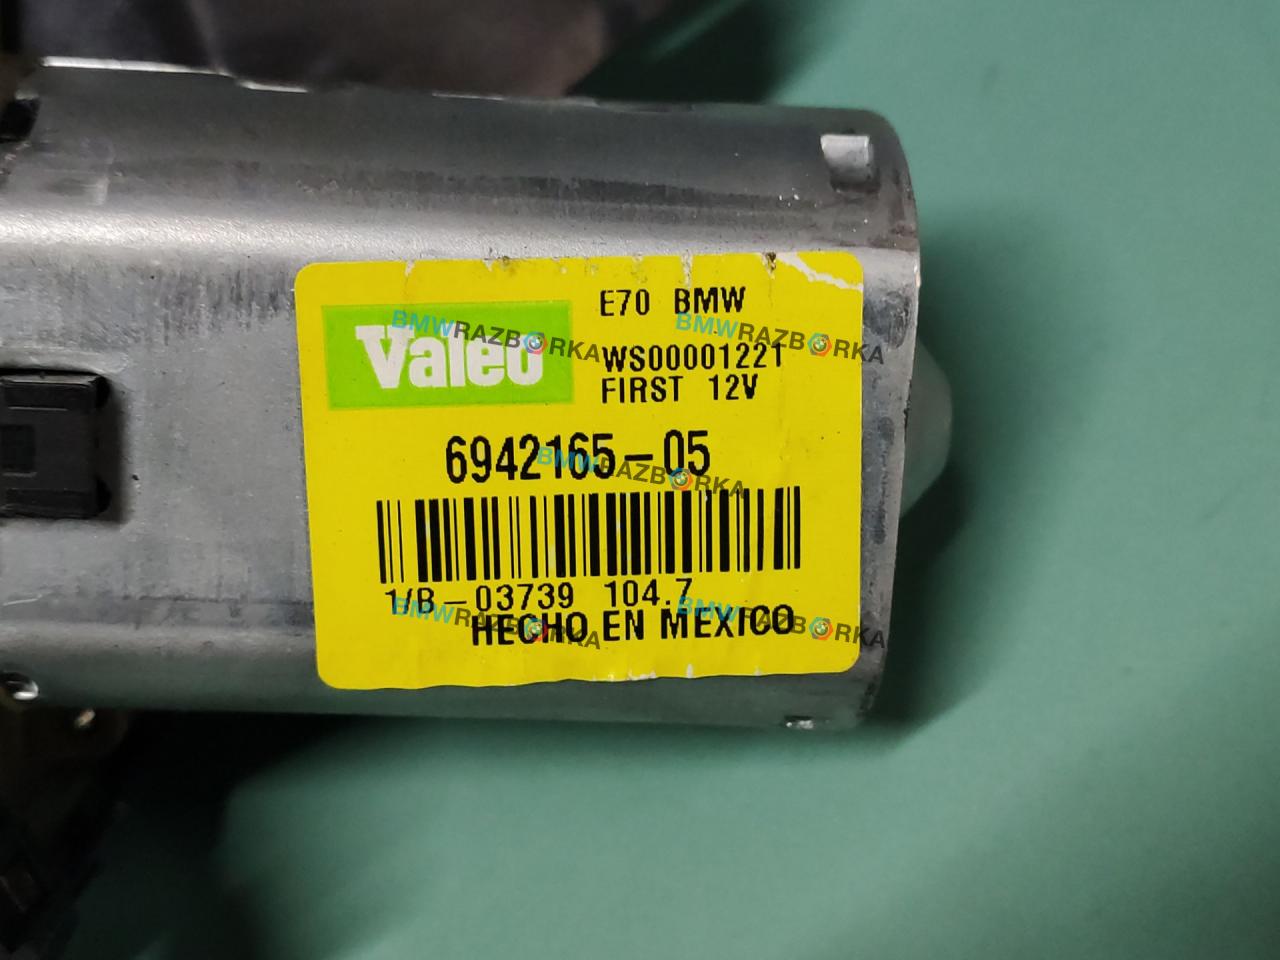 E70 BMW
Valeo
WS00001221
FIRST 12V
6942165-05
1/B-03739 104.7
HECHO EN MEXICO
BMWRAZBORKA
BMWRAZBORKA
BMWRAZBORKA
BMWRAZBORKA
BMWRAZBORKA